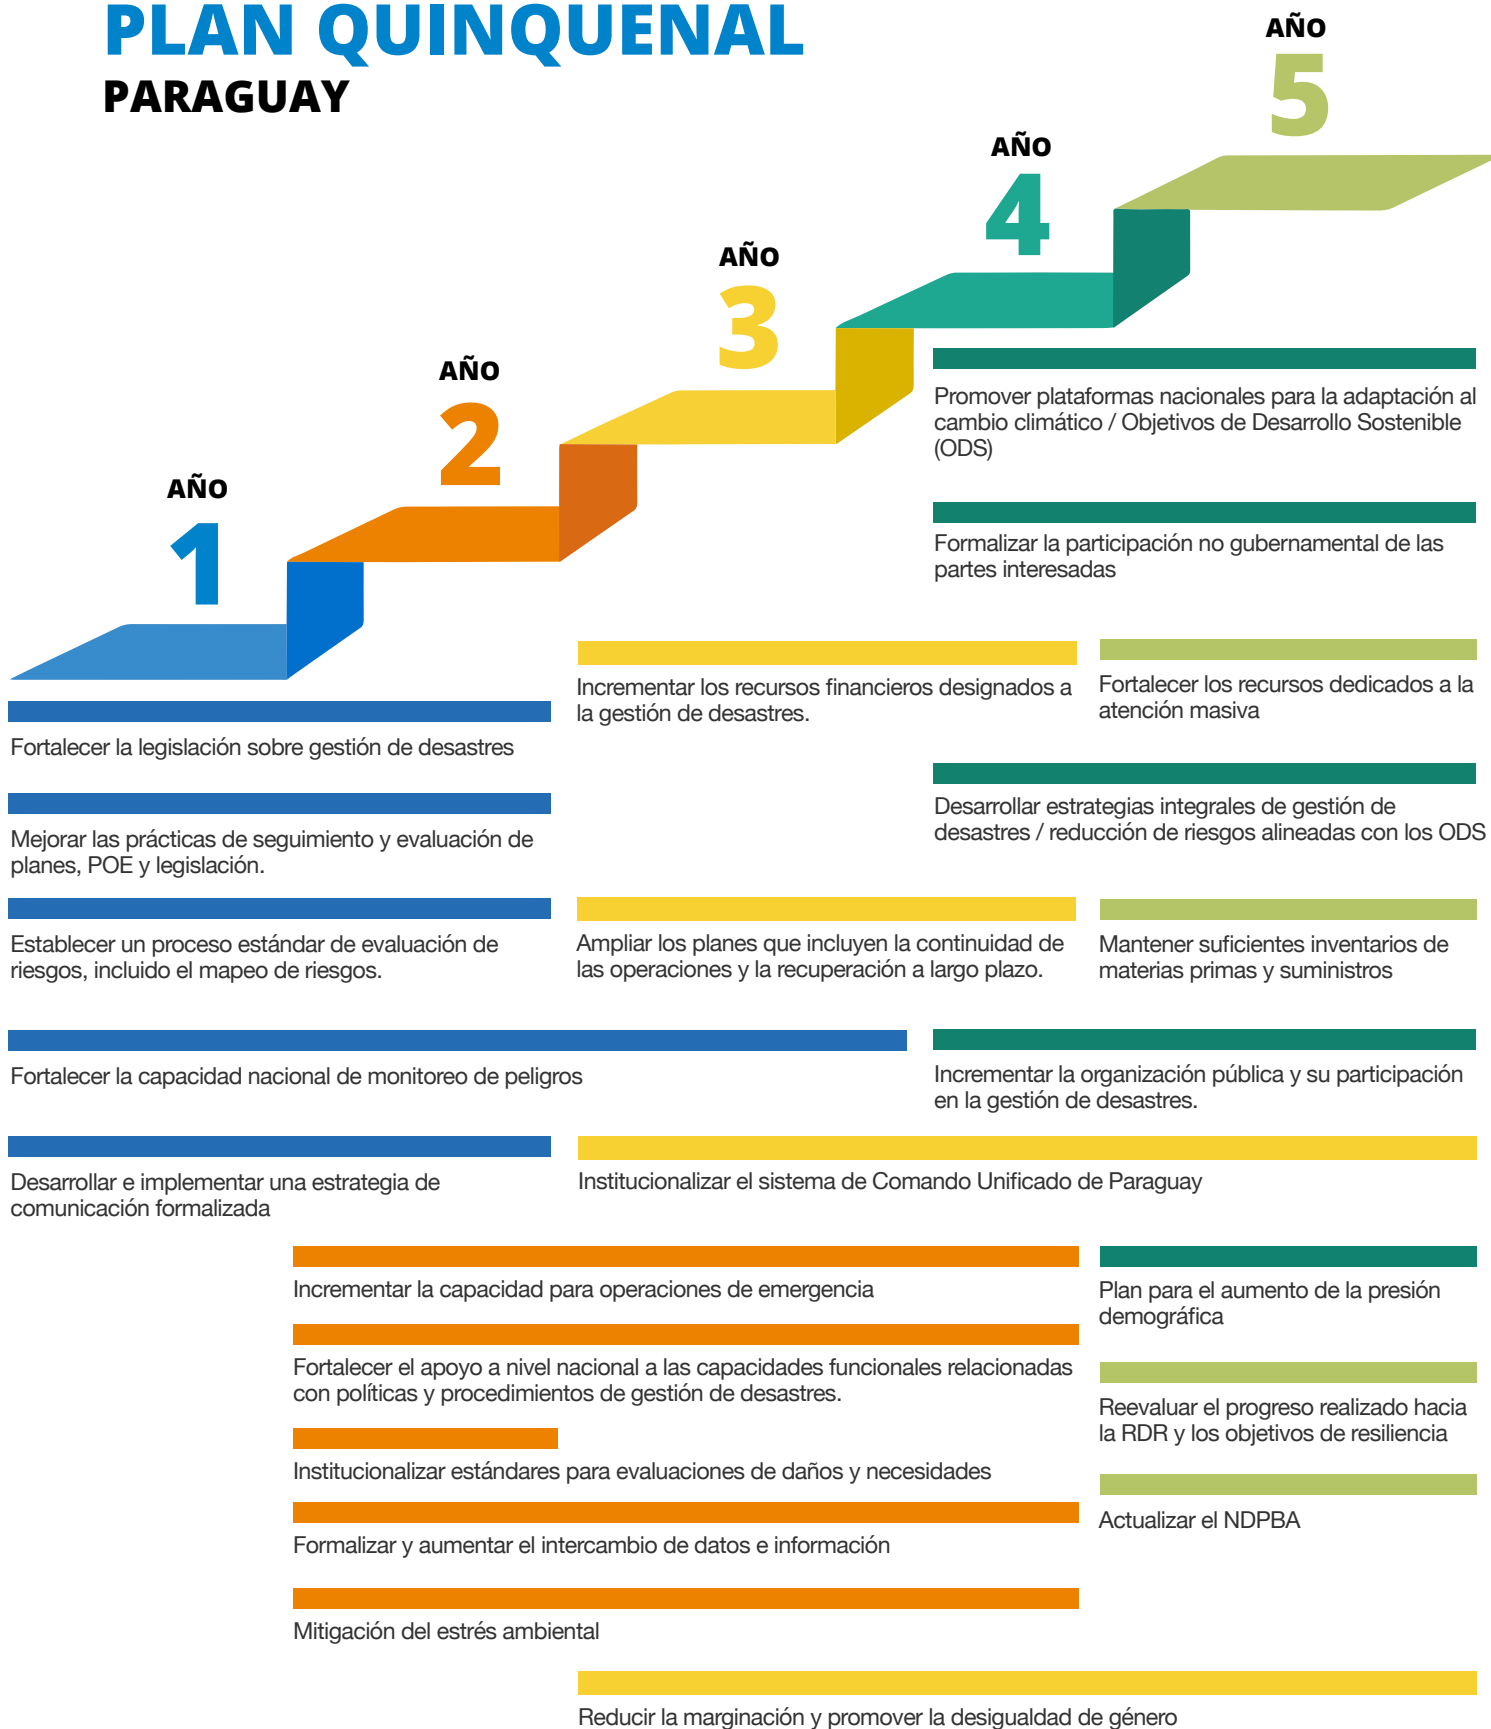 PLAN QUINQUENAL
PARAGUAY
AÑO
5
AÑO
4
AÑO
3
AÑO
2
AÑO
1
Promover plataformas nacionales para la adaptación al
cambio climático / Objetivos de Desarrollo Sostenible
(ODS)
Formalizar la participación no gubernamental de las
partes interesadas
Incrementar los recursos financieros designados a
la gestión de desastres.
Fortalecer los recursos dedicados a la
atención masiva
Fortalecer la legislación sobre gestión de desastres
Desarrollar estrategias integrales de gestión de
desastres / reducción de riesgos alineadas con los ODS
Mejorar las prácticas de seguimiento y evaluación de
planes, POE y legislación.
Establecer un proceso estándar de evaluación de
riesgos, incluido el mapeo de riesgos.
Ampliar los planes que incluyen la continuidad de
las operaciones y la recuperación a largo plazo.
Mantener suficientes inventarios de
materias primas y suministros
Fortalecer la capacidad nacional de monitoreo de peligros
Incrementar la organización pública y su participación
en la gestión de desastres.
Desarrollar e implementar una estrategia de
comunicación formalizada
Institucionalizar el sistema de Comando Unificado de Paraguay
Incrementar la capacidad para operaciones de emergencia
Plan para el aumento de la presión
demográfica
Fortalecer el apoyo a nivel nacional a las capacidades funcionales relacionadas
con políticas y procedimientos de gestión de desastres.
Reevaluar el progreso realizado hacia
la RDR y los objetivos de resiliencia
Institucionalizar estándares para evaluaciones de daños y necesidades
Actualizar el NDPBA
Formalizar y aumentar el intercambio de datos e información
Mitigación del estrés ambiental
Reducir la marginación y promover la desigualdad de género